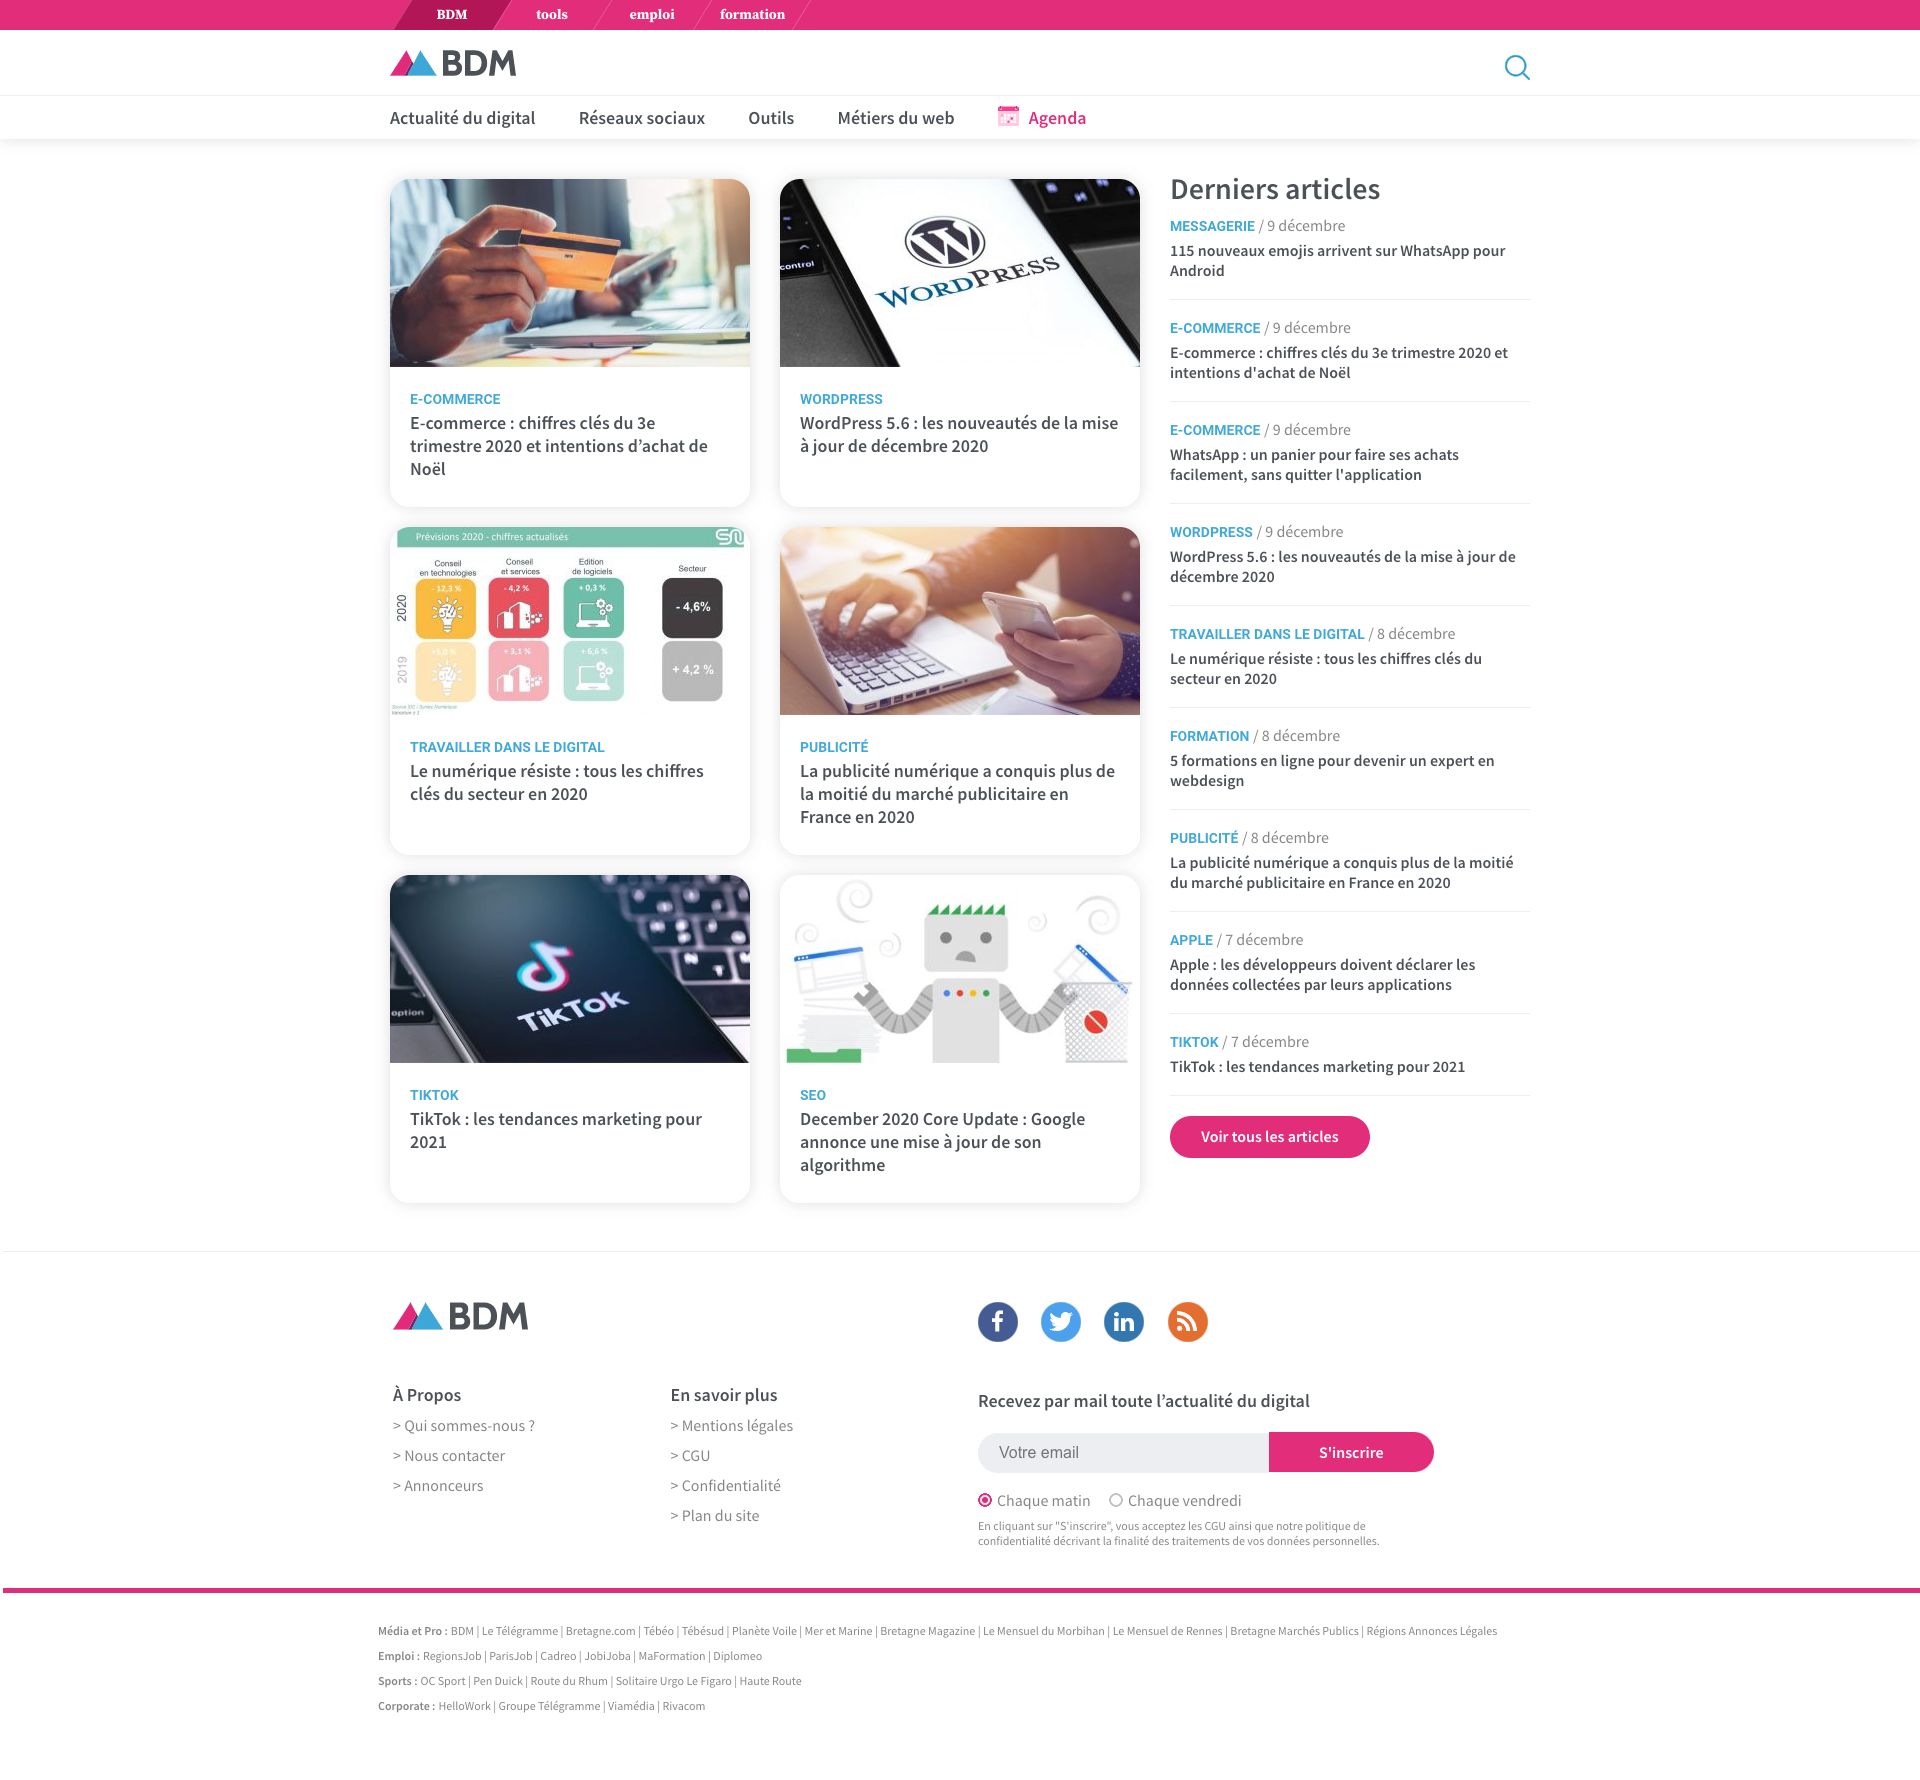 BDM
tools
emploi
formation
BDM
Actualité du digital
Réseaux sociaux
Outils
Métiers du web
Agenda
E-COMMERCE
E-commerce : chiffres clés du 3e
trimestre 2020 et intentions d’achat de
Noël
control
WORDPRESS
WORDPRESS
WordPress 5.6 : les nouveautés de la mise
à jour de décembre 2020
Prévisions 2020 - chiffres actualisés
Conseil
en technologies
Conseil
et services
Edition
de logiciels
Secteur
2020
- 12,3 %
- 4,2 %
+ 0,3 %
- 4,6%
2019
+5,0 %
+ 3,1 %
+ 6,6 %
+ 4,2 %
TRAVAILLER DANS LE DIGITAL
Le numérique résiste : tous les chiffres
clés du secteur en 2020
PUBLICITÉ
La publicité numérique a conquis plus de
la moitié du marché publicitaire en
France en 2020
option
TikTok
TIKTOK
TikTok : les tendances marketing pour
2021
SEO
December 2020 Core Update : Google
annonce une mise à jour de son
algorithme
Derniers articles
MESSAGERIE / 9 décembre
115 nouveaux emojis arrivent sur WhatsApp pour
Android
E-COMMERCE / 9 décembre
E-commerce : chiffres clés du 3e trimestre 2020 et
intentions d'achat de Noël
E-COMMERCE / 9 décembre
WhatsApp : un panier pour faire ses achats
facilement, sans quitter l'application
WORDPRESS / 9 décembre
WordPress 5.6 : les nouveautés de la mise à jour de
décembre 2020
TRAVAILLER DANS LE DIGITAL / 8 décembre
Le numérique résiste : tous les chiffres clés du
secteur en 2020
FORMATION / 8 décembre
5 formations en ligne pour devenir un expert en
webdesign
PUBLICITÉ / 8 décembre
La publicité numérique a conquis plus de la moitié
du marché publicitaire en France en 2020
APPLE / 7 décembre
Apple : les développeurs doivent déclarer les
données collectées par leurs applications
TIKTOK / 7 décembre
TikTok : les tendances marketing pour 2021
Voir tous les articles
BDM
À Propos
> Qui sommes-nous ?
> Nous contacter
> Annonceurs
En savoir plus
> Mentions légales
> CGU
> Confidentialité
> Plan du site
Recevez par mail toute l’actualité du digital
Votre email
S'inscrire
Chaque matin
Chaque vendredi
En cliquant sur "S'inscrire", vous acceptez les CGU ainsi que notre politique de
confidentialité décrivant la finalité des traitements de vos données personnelles.
Média et Pro : BDM | Le Télégramme | Bretagne.com | Tébéo | Tébésud | Planète Voile | Mer et Marine | Bretagne Magazine | Le Mensuel du Morbihan | Le Mensuel de Rennes | Bretagne Marchés Publics | Régions Annonces Légales
Emploi : RegionsJob | ParisJob | Cadreo | JobiJoba | MaFormation | Diplomeo
Sports : OC Sport | Pen Duick | Route du Rhum | Solitaire Urgo Le Figaro | Haute Route
Corporate : HelloWork | Groupe Télégramme | Viamédia | Rivacom